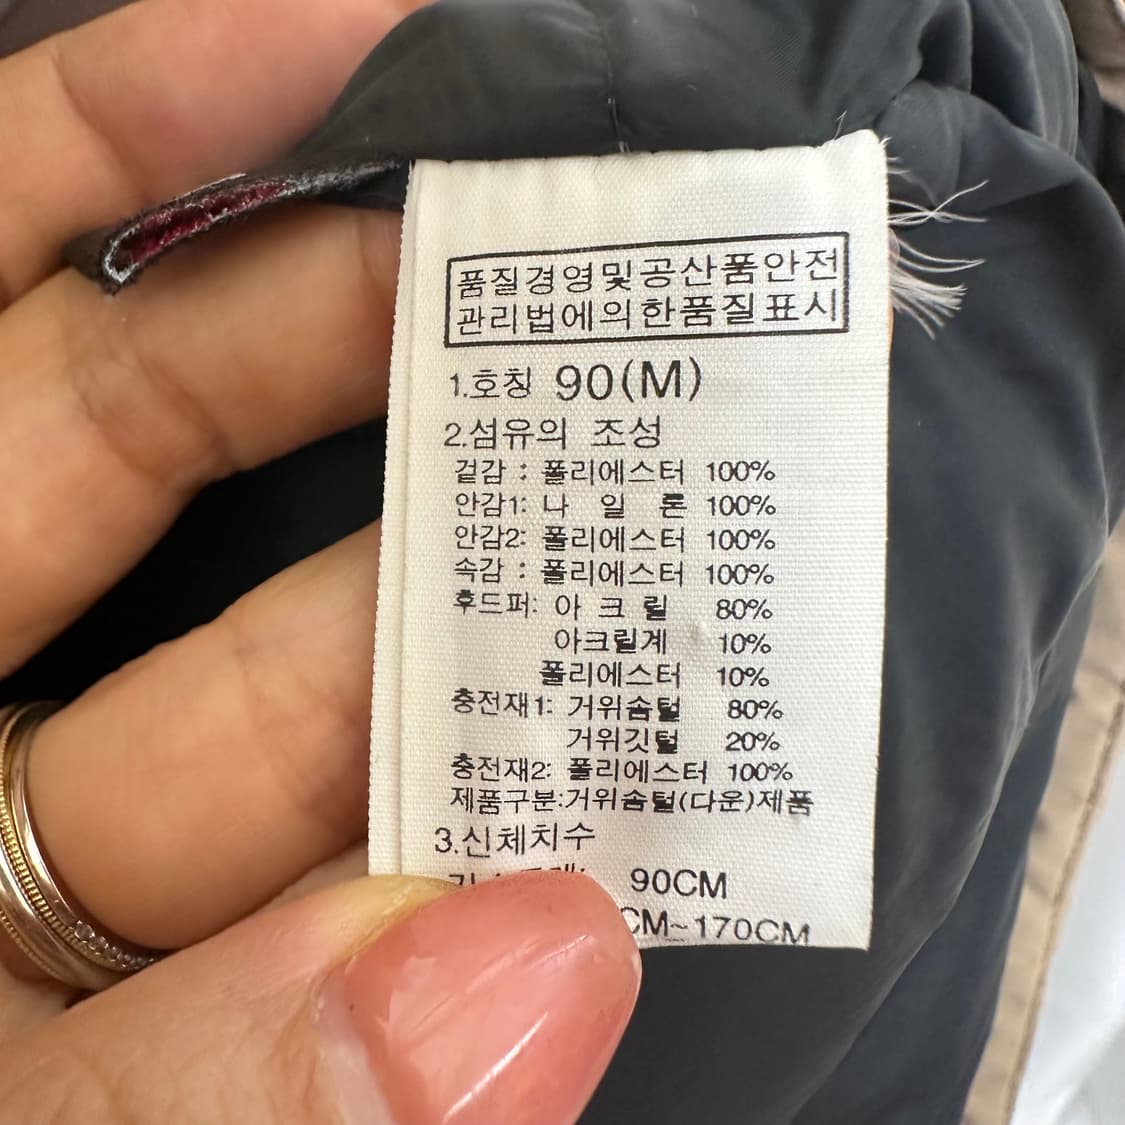 품질경영및공산품안전
관리법에의한품질표시
1.호칭 90(M)
2.섬유의 조성
겉감 : 폴리에스터 100%
안감1: 나 일 론 100%
안감2: 폴리에스터 100%
속감 : 폴리에스터 100%
후드퍼: 아 크 릴 80%
아크릴계 10%
폴리에스터 10%
충전재1: 거위솜털 80%
거위깃털 20%
충전재2: 폴리에스터 100%
제품구분:거위솜털(다운)제품
3.신체치수
90CM
CM~170CM